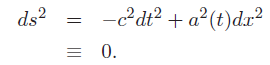 ds² = −c²dt² + a²(t)dx²
≡ 0.